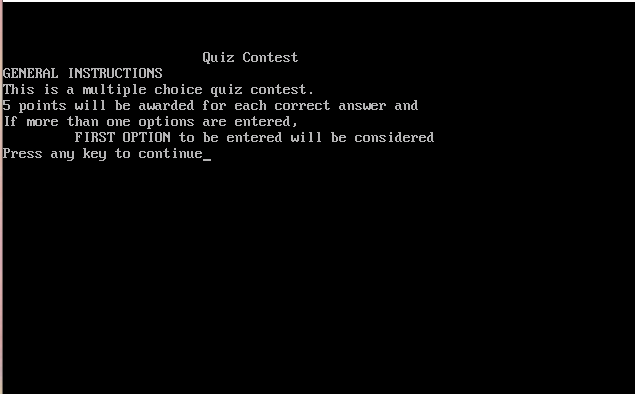 Quiz Contest
GENERAL INSTRUCTIONS
This is a multiple choice quiz contest.
5 points will be awarded for each correct answer and
If more than one options are entered,
FIRST OPTION to be entered will be considered
Press any key to continue_